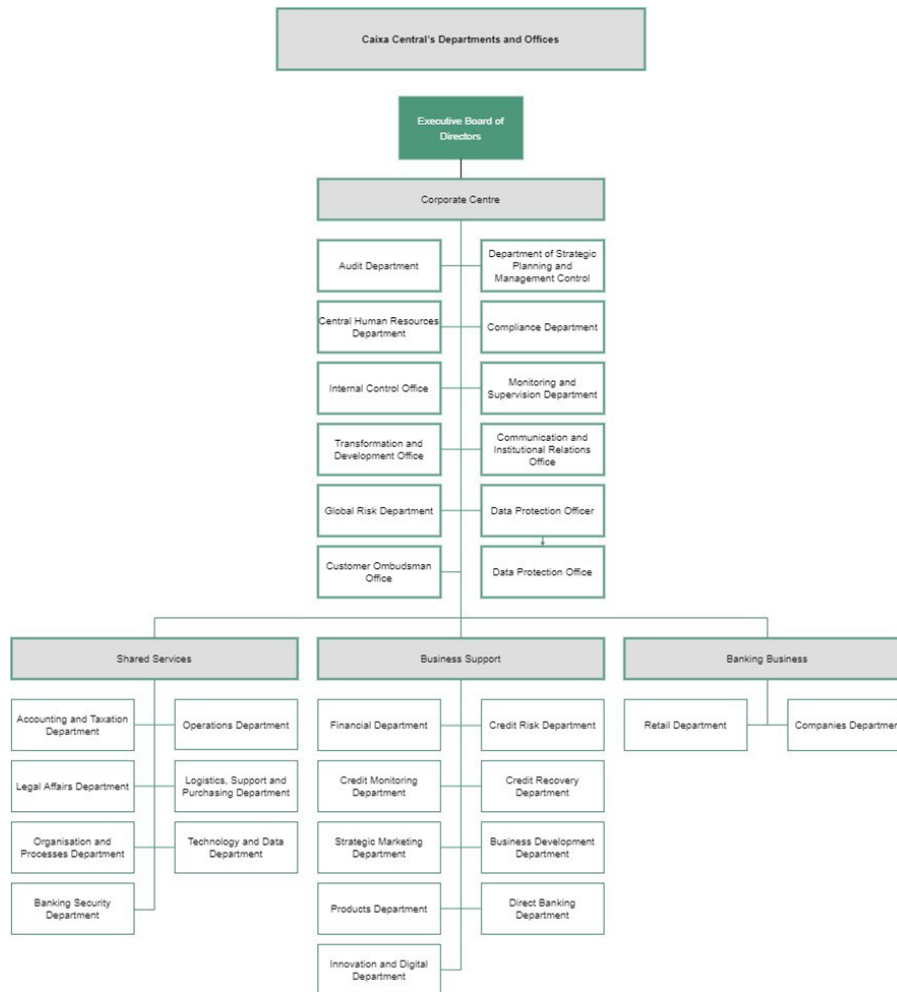 Caixa Central's Departments and Offices
Executive Board of
Directors
Corporate Centre
Audit Department
Department of Strategic
Planning and
Management Control
Central Human Resources
Department
Compliance Department
Internal Control Office
Monitoring and
Supervision Department
Transformation and
Development Office
Communication and
Institutional Relations
Office
Global Risk Department
Data Protection Officer
Customer Ombudsman
Office
Data Protection Office
Shared Services
Business Support
Banking Business
Accounting and Taxation
Department
Operations Department
Financial Department
Credit Risk Department
Retail Department
Companies Department
Legal Affairs Department
Logistics, Support and
Purchasing Department
Credit Monitoring
Department
Credit Recovery
Department
Organisation and
Processes Department
Technology and Data
Department
Strategic Marketing
Department
Business Development
Department
Banking Security
Department
Products Department
Direct Banking
Department
Innovation and Digital
Department